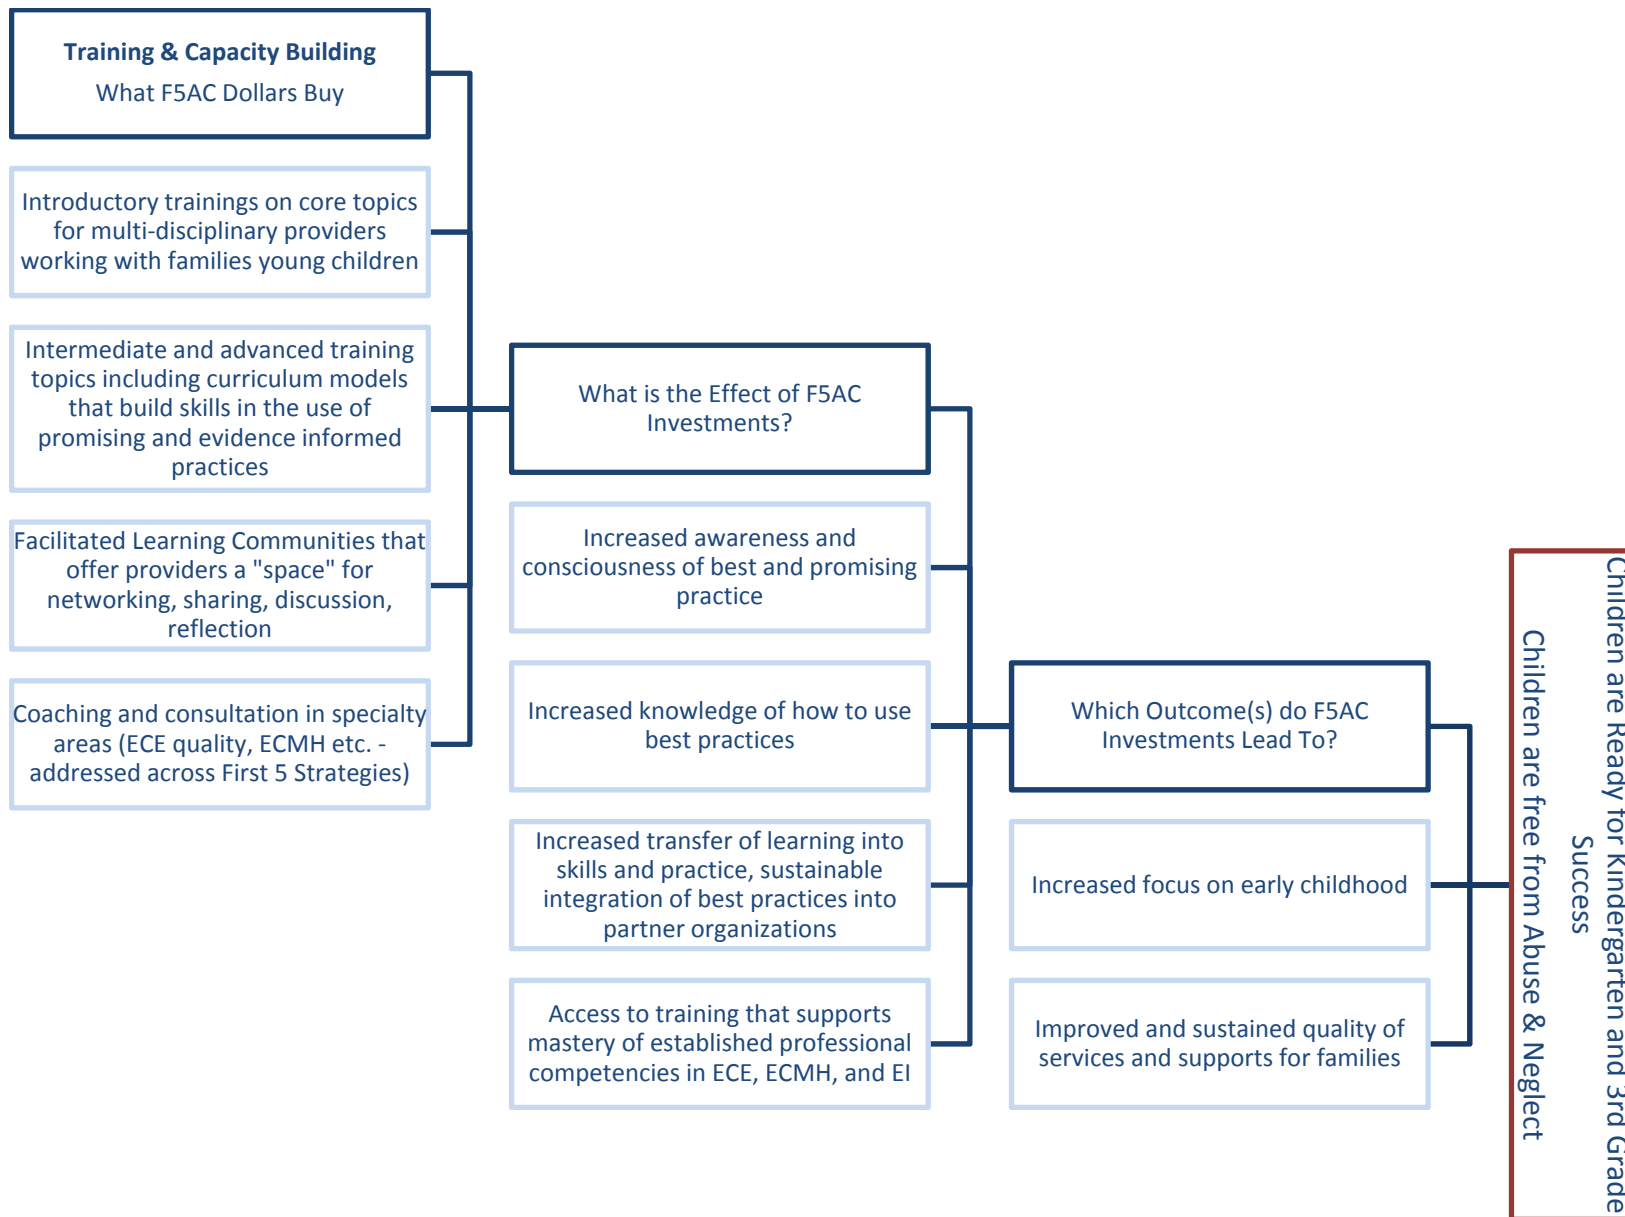 Training & Capacity Building
What F5AC Dollars Buy
Introductory trainings on core topics
for multi-disciplinary providers
working with families young children
Intermediate and advanced training
topics including curriculum models
that build skills in the use of
promising and evidence informed
practices
Facilitated Learning Communities that
offer providers a "space" for
networking, sharing, discussion,
reflection
Coaching and consultation in specialty
areas (ECE quality, ECMH etc. -
addressed across First 5 Strategies)
What is the Effect of F5AC
Investments?
Increased awareness and
consciousness of best and promising
practice
Increased knowledge of how to use
best practices
Increased transfer of learning into
skills and practice, sustainable
integration of best practices into
partner organizations
Access to training that supports
mastery of established professional
competencies in ECE, ECMH, and EI
Which Outcome(s) do F5AC
Investments Lead To?
Increased focus on early childhood
Improved and sustained quality of
services and supports for families
Children are Ready for Kindergarten and 3rd Grade
Success
Children are free from Abuse & Neglect